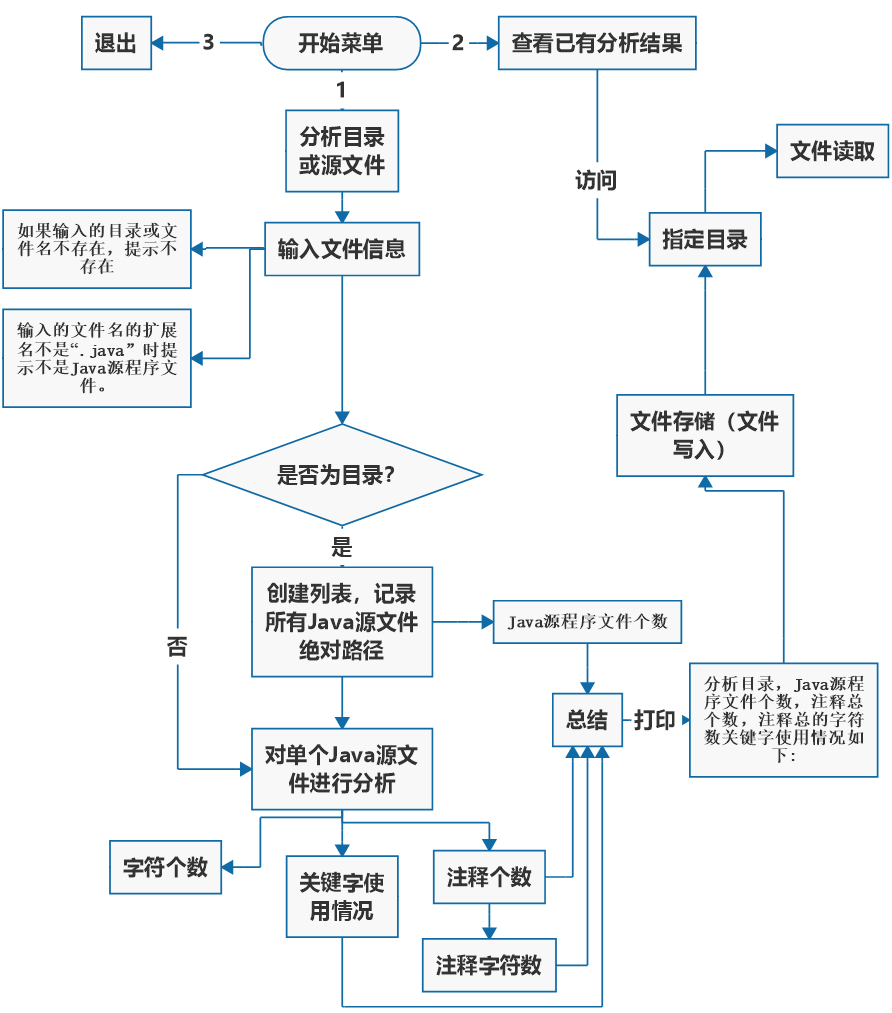 退出
3
开始菜单
2
查看已有分析结果
1
分析目录
或源文件
文件读取
访问
如果输入的目录或文
件名不存在，提示不
存在
输入文件信息
指定目录
输入的文件名的扩展
名不是“.java”时提
示不是Java源程序文
件。
文件存储（文件
写入）
是否为目录？
是
创建列表，记录
所有Java源文件
绝对路径
Java源程序文件个数
否
总结
打印
分析目录，Java源程
序文件个数，注释总
个数，注释总的字符
数关键字使用情况如
下：
对单个Java源文
件进行分析
字符个数
关键字使
用情况
注释个数
注释字符数